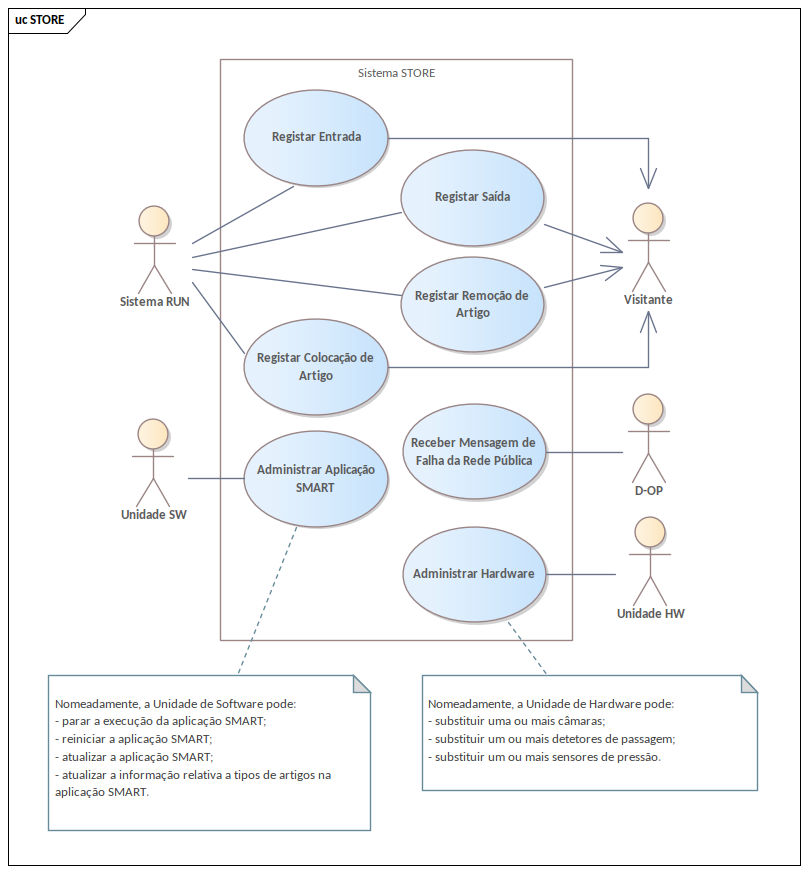 uc STORE
Sistema STORE
Registar Entrada
Registar Saída
Sistema RUN
Visitante
Registar Remoção de
Artigo
Registar Colocação de
Artigo
Receber Mensagem de
Falha da Rede Pública
D-OP
Administrar Aplicação
SMART
Unidade SW
Administrar Hardware
Unidade HW
Nomeadamente, a Unidade de Software pode:
- parar a execução da aplicação SMART;
- reiniciar a aplicação SMART;
- atualizar a aplicação SMART;
- atualizar a informação relativa a tipos de artigos na
aplicação SMART.
Nomeadamente, a Unidade de Hardware pode:
- substituir uma ou mais câmaras;
- substituir um ou mais detetores de passagem;
- substituir um ou mais sensores de pressão.